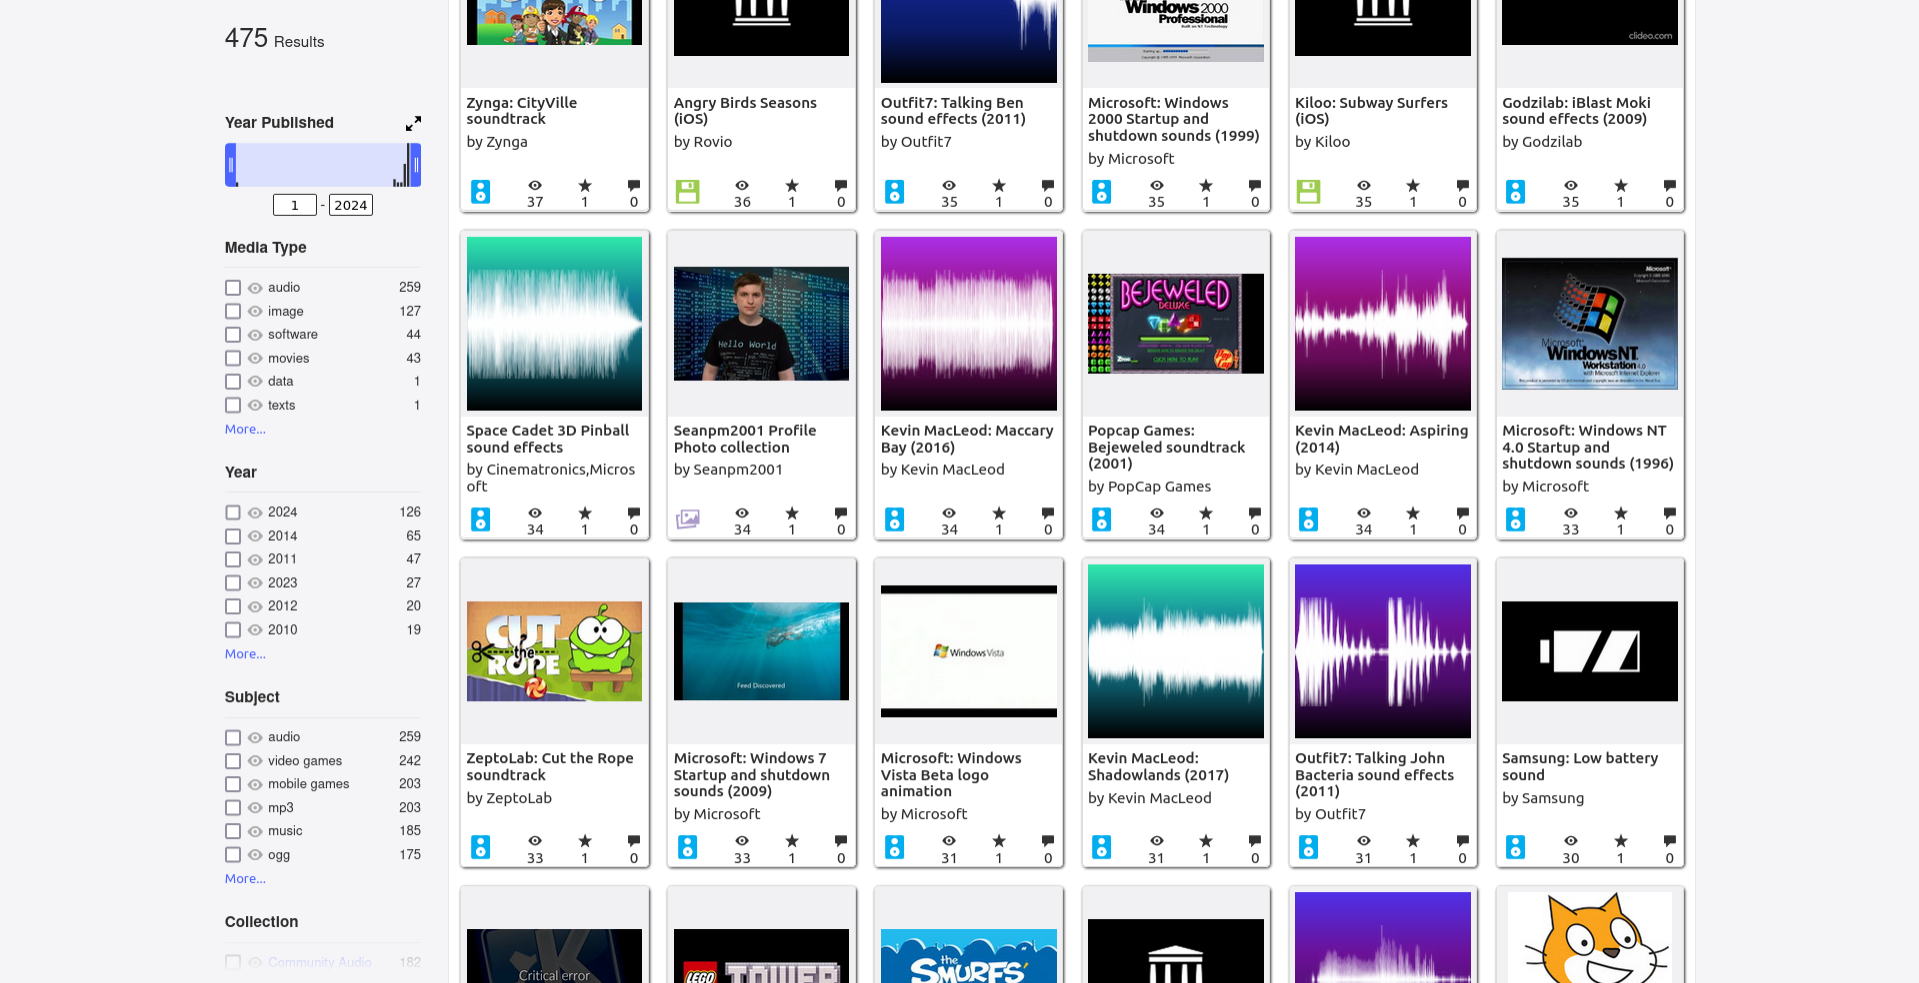 475 Results
Year Published
1 - 2024
Media Type
audio 259
image 127
software 44
movies 43
data 1
texts 1
More...
Year
2024 126
2014 65
2011 47
2023 27
2012 20
2010 19
More...
Subject
audio 259
video games 242
mobile games 203
mp3 203
music 185
ogg 175
More...
Collection
Community Audio 182
Zynga: CityVille
soundtrack
by Zynga
37 1 0
Angry Birds Seasons
(iOS)
by Rovio
36 1 0
Outfit7: Talking Ben
sound effects (2011)
by Outfit7
35 1 0
Windows 2000
Professional
Microsoft: Windows
2000 Startup and
shutdown sounds (1999)
by Microsoft
35 1 0
Kiloo: Subway Surfers
(iOS)
by Kiloo
35 1 0
clideo.com
Godzilab: iBlast Moki
sound effects (2009)
by Godzilab
35 1 0
Space Cadet 3D Pinball
sound effects
by Cinematronics,Micros
oft
34 1 0
Hello World
Seanpm2001 Profile
Photo collection
by Seanpm2001
34 1 0
Kevin MacLeod: Maccary
Bay (2016)
by Kevin MacLeod
34 1 0
BEJEWELED
DELUXE
Popcap Games:
Bejeweled soundtrack
(2001)
by PopCap Games
34 1 0
Kevin MacLeod: Aspiring
(2014)
by Kevin MacLeod
34 1 0
Microsoft
Microsoft
Windows NT
Workstation 4.0
with Microsoft Internet Explorer
Microsoft: Windows NT
4.0 Startup and
shutdown sounds (1996)
by Microsoft
33 1 0
CUT
the
ROPE
ZeptoLab: Cut the Rope
soundtrack
by ZeptoLab
33 1 0
Feed Discovered
Microsoft: Windows 7
Startup and shutdown
sounds (2009)
by Microsoft
33 1 0
Windows Vista
Microsoft: Windows
Vista Beta logo
animation
by Microsoft
31 1 0
Kevin MacLeod:
Shadowlands (2017)
by Kevin MacLeod
31 1 0
Outfit7: Talking John
Bacteria sound effects
(2011)
by Outfit7
31 1 0
Samsung: Low battery
sound
by Samsung
30 1 0
Critical error
LEGO TOWER
the
SMURFS'